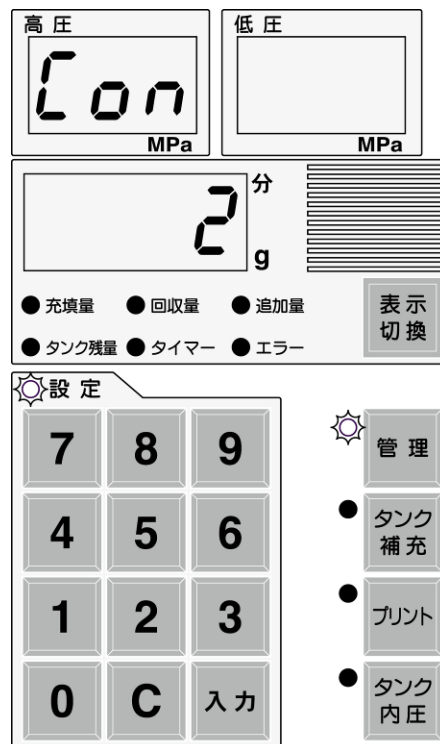 高圧
低圧
Con
MPa
MPa
2
分
g
充填量 回収量 追加量
タンク残量 タイマー エラー
表示
切換
設定
7 8 9
4 5 6
1 2 3
0 C 入力
管理
タンク
補充
プリント
タンク
内圧